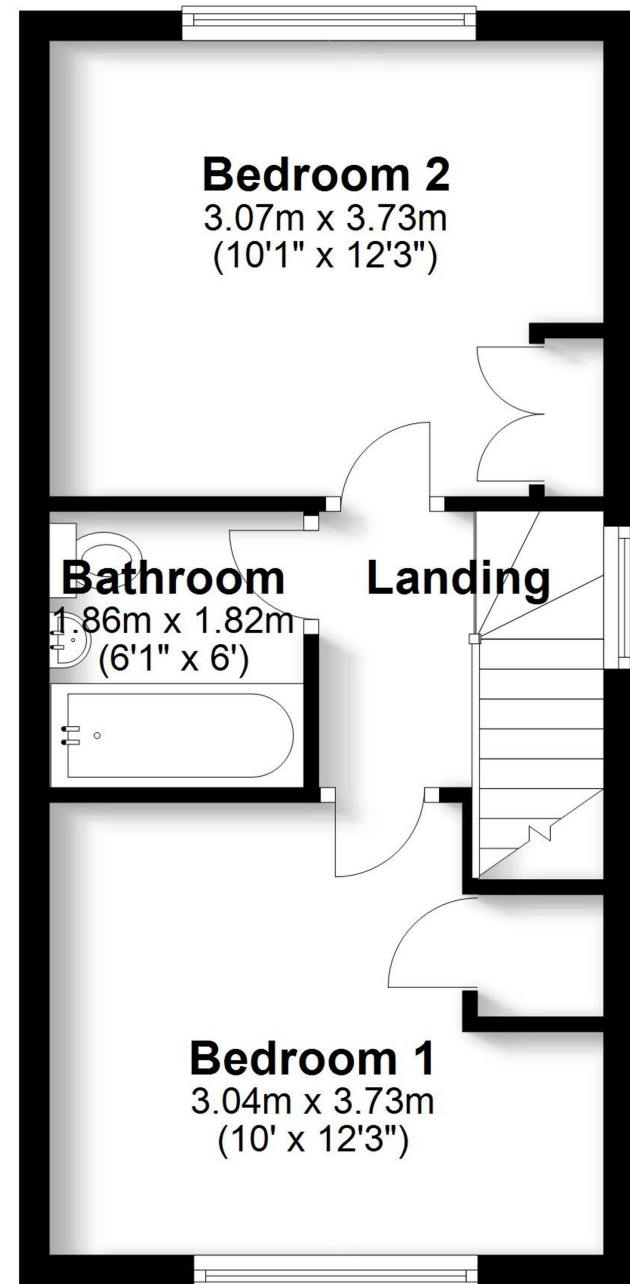 Bedroom 2
3.07m x 3.73m
(10'1" x 12'3")
Bathroom
1.86m x 1.82m
(6'1" x 6')
Landing
Bedroom 1
3.04m x 3.73m
(10' x 12'3")